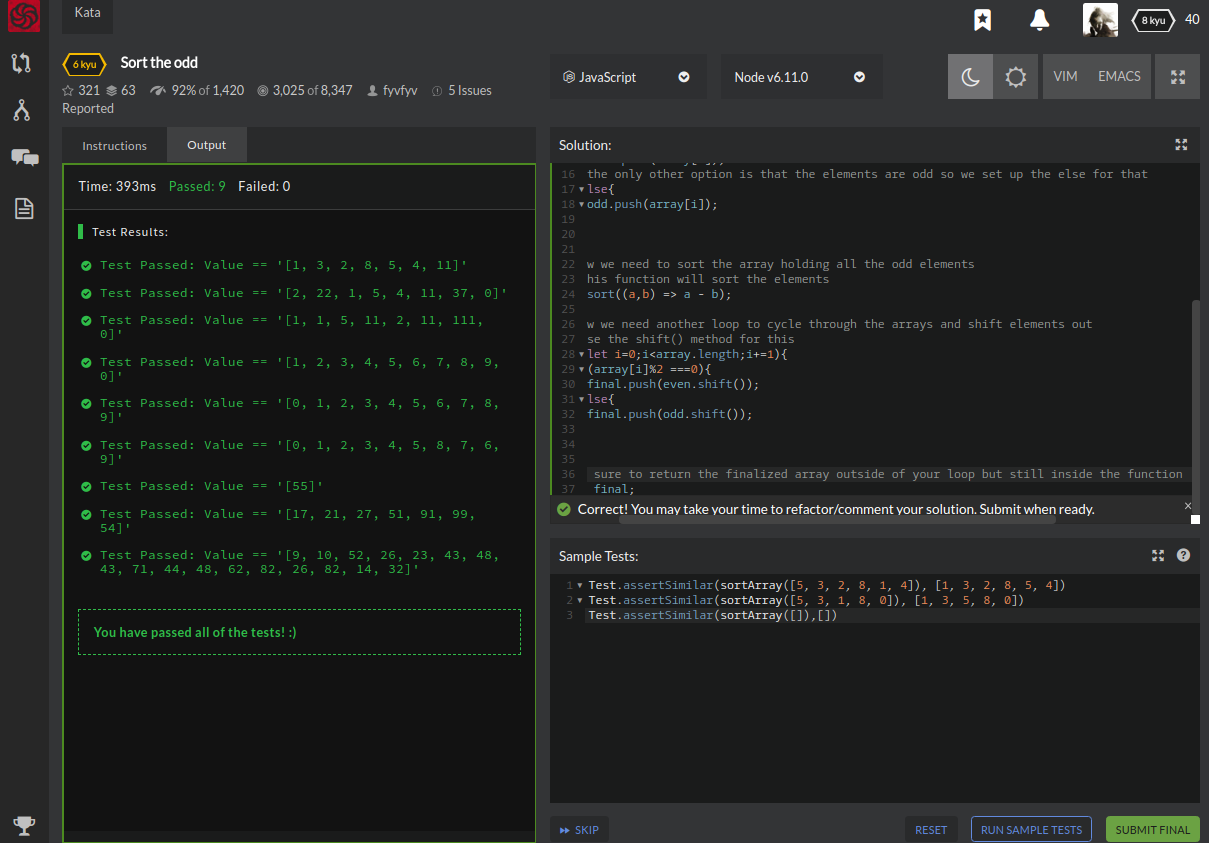 Kata
8 kyu 40
6 kyu Sort the odd
321 63 92% of 1,420 3,025 of 8,347 fyvfyv 5 Issues
Reported
JavaScript
Node v6.11.0
VIM EMACS
Instructions Output
Time: 393ms Passed: 9 Failed: 0
Test Results:
Test Passed: Value == '[1, 3, 2, 8, 5, 4, 11]'
Test Passed: Value == '[2, 22, 1, 5, 4, 11, 37, 0]'
Test Passed: Value == '[1, 1, 5, 11, 2, 11, 111,
0]'
Test Passed: Value == '[1, 2, 3, 4, 5, 6, 7, 8, 9,
0]'
Test Passed: Value == '[0, 1, 2, 3, 4, 5, 6, 7, 8,
9]'
Test Passed: Value == '[0, 1, 2, 3, 4, 5, 8, 7, 6,
9]'
Test Passed: Value == '[55]'
Test Passed: Value == '[17, 21, 27, 51, 91, 99,
54]'
Test Passed: Value == '[9, 10, 52, 26, 23, 43, 48,
43, 71, 44, 48, 62, 82, 26, 82, 14, 32]'
You have passed all of the tests! :)
Solution:
16 the only other option is that the elements are odd so we set up the else for that
17 lse{
18 odd.push(array[i]);
19
20
21
22 w we need to sort the array holding all the odd elements
23 his function will sort the elements
24 sort((a,b) => a - b);
25
26 w we need another loop to cycle through the arrays and shift elements out
27 se the shift() method for this
28 let i=0;i<array.length;i+=1){
29 (array[i]%2 ===0){
30 final.push(even.shift());
31 lse{
32 final.push(odd.shift());
33
34
35
36 sure to return the finalized array outside of your loop but still inside the function
37 final;
Correct! You may take your time to refactor/comment your solution. Submit when ready. ×
Sample Tests:
1 Test.assertSimilar(sortArray([5, 3, 2, 8, 1, 4]), [1, 3, 2, 8, 5, 4])
2 Test.assertSimilar(sortArray([5, 3, 1, 8, 0]), [1, 3, 5, 8, 0])
3 Test.assertSimilar(sortArray([]),[])
SKIP
RESET
RUN SAMPLE TESTS
SUBMIT FINAL